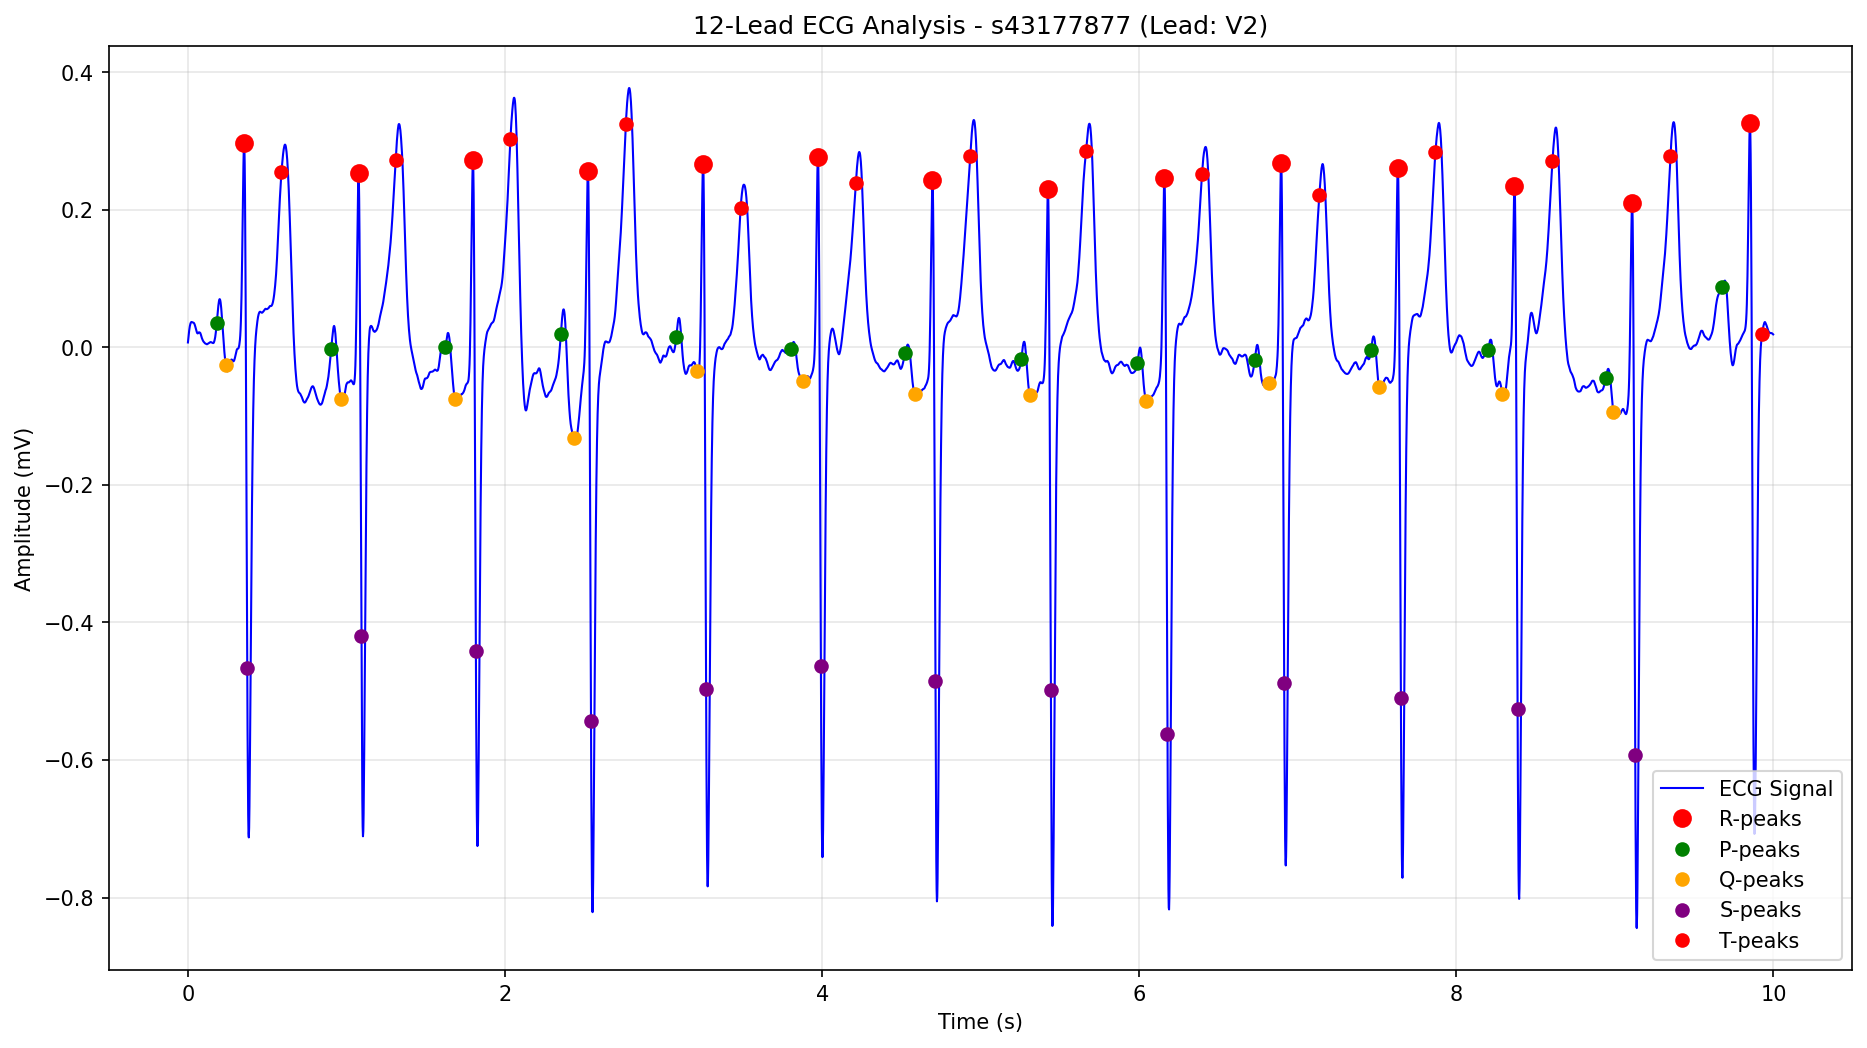 12-Lead ECG Analysis - s43177877 (Lead: V2)
0.4
0.2
0.0
−0.2
−0.4
−0.6
−0.8
Amplitude (mV)
0
2
4
6
8
10
Time (s)
ECG Signal
R-peaks
P-peaks
Q-peaks
S-peaks
T-peaks